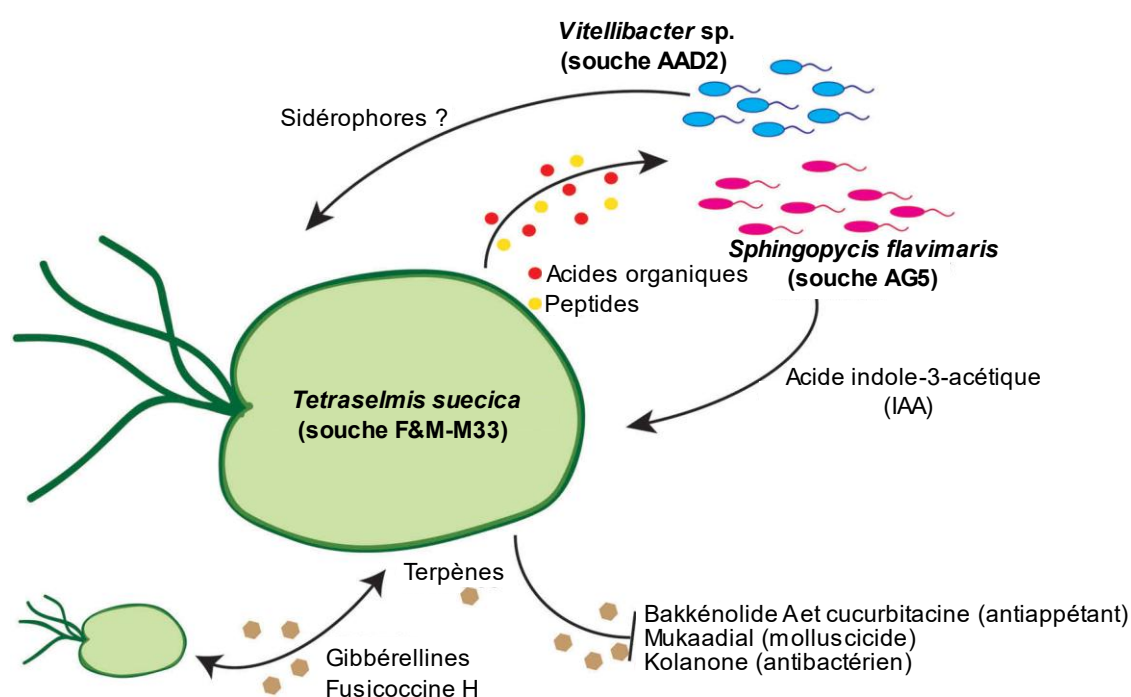 Vitellibacter sp.
(souche AAD2)
Sidérophores ?
Sphingopycis flavimaris
(souche AG5)
Acides organiques
Peptides
Acide indole-3-acétique
(IAA)
Tetraselmis suecica
(souche F&M-M33)
Terpènes
Bakkénolide A et cucurbitacine (antiappétant)
Mukaadial (molluscicide)
Kolanone (antibactérien)
Gibbérellines
Fusicoccine H